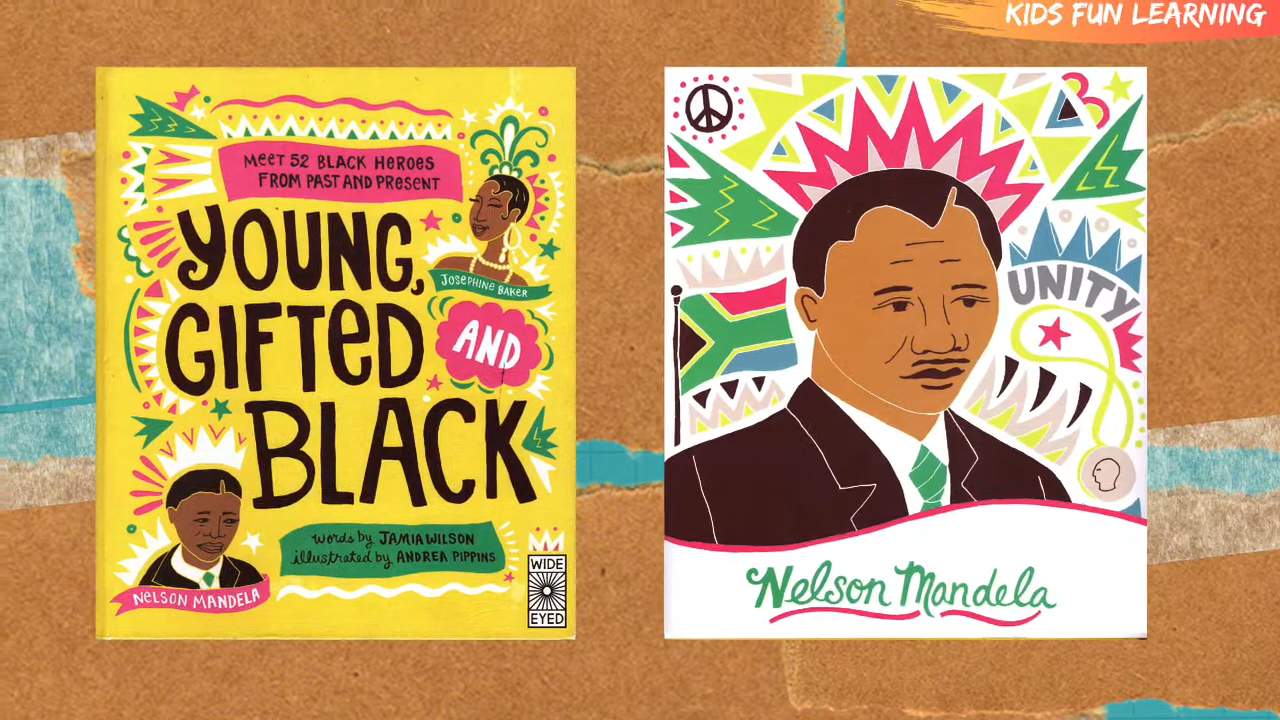 KIDS FUN LEARNING
MEET 52 BLACK HEROES
FROM PAST AND PRESENT
YOUNG,
GIFTED
AND
BLACK
JOSEPHINE BAKER
words by JAMIA WILSON
illustrated by ANDREA PIPPINS
NELSON MANDELA
WIDE
EYED
UNITY
Nelson Mandela